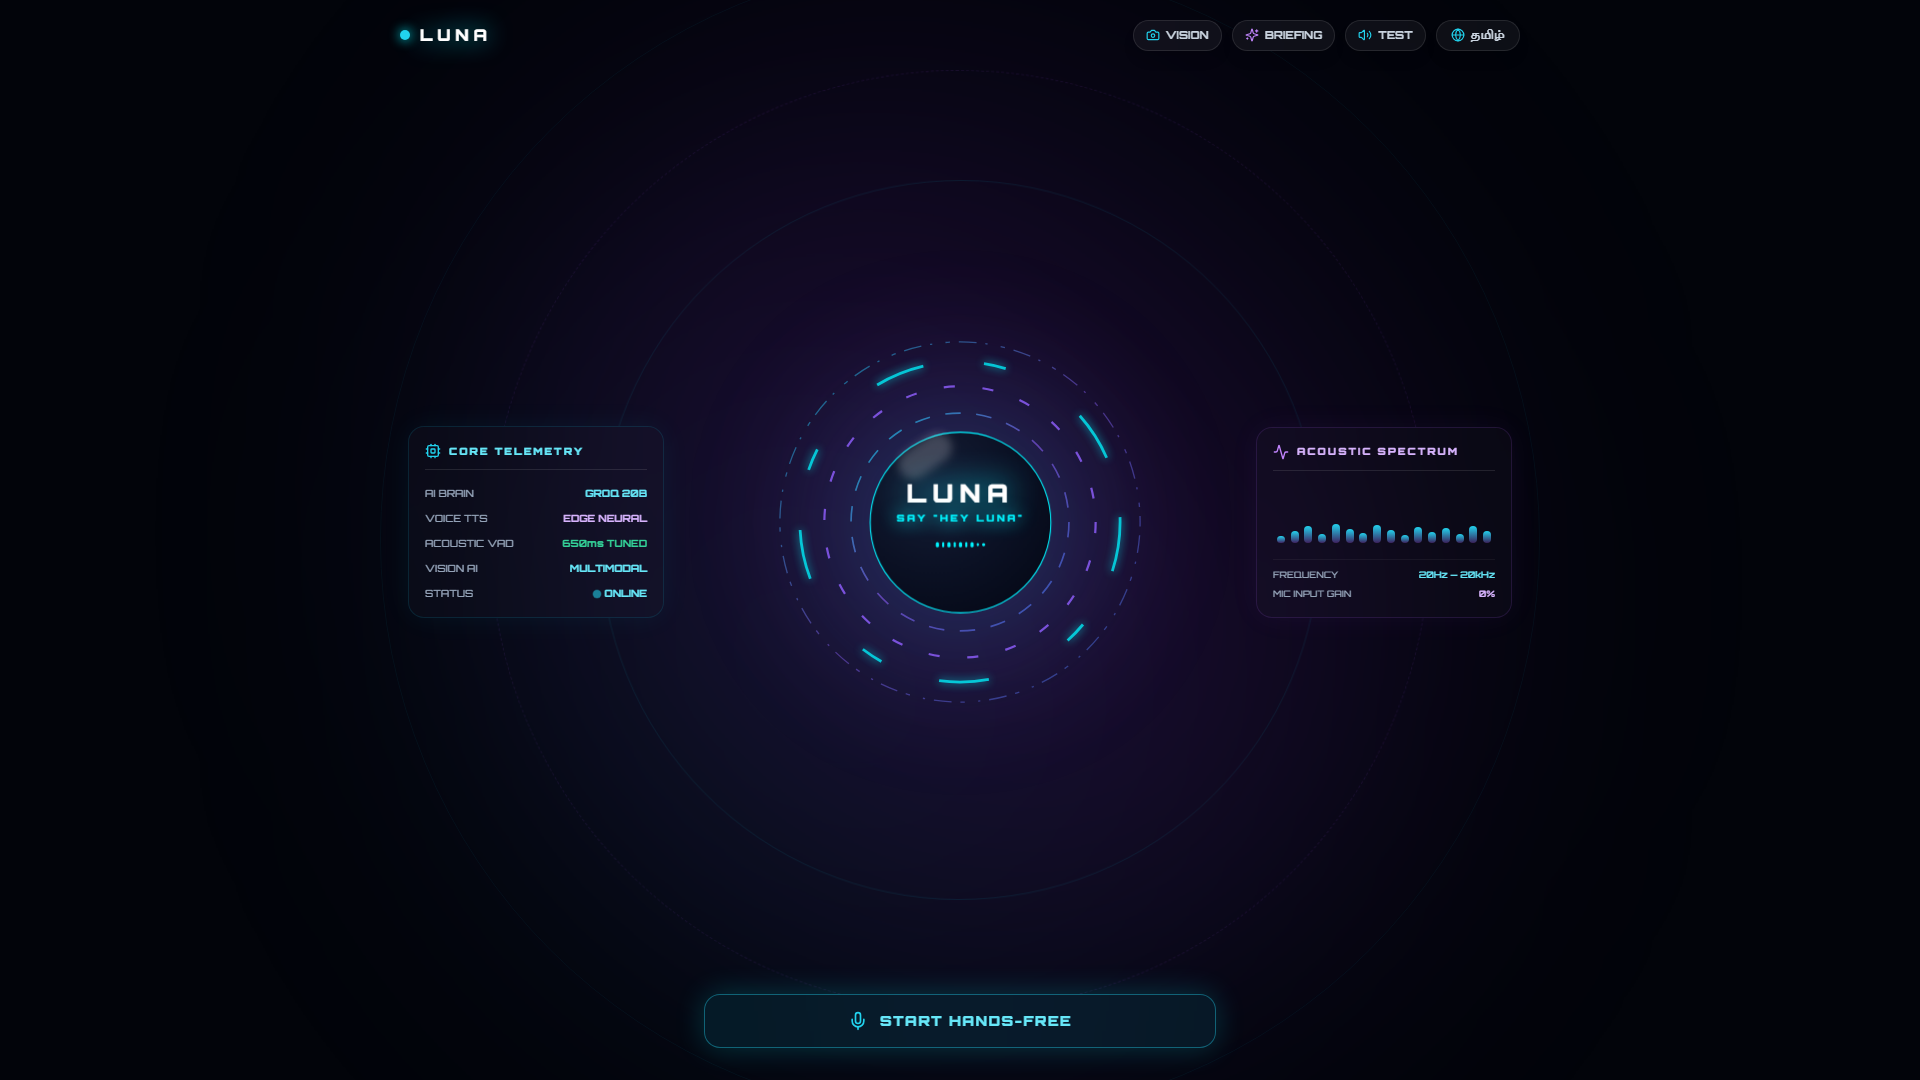 LUNA
VISION
BRIEFING
TEST
தமிழ்
CORE TELEMETRY
AI BRAIN GROQ 20B
VOICE TTS EDGE NEURAL
ACOUSTIC VAD 650ms TUNED
VISION AI MULTIMODAL
STATUS ONLINE
LUNA
SAY "HEY LUNA"
ACOUSTIC SPECTRUM
FREQUENCY 20Hz – 20kHz
MIC INPUT GAIN 0%
START HANDS-FREE